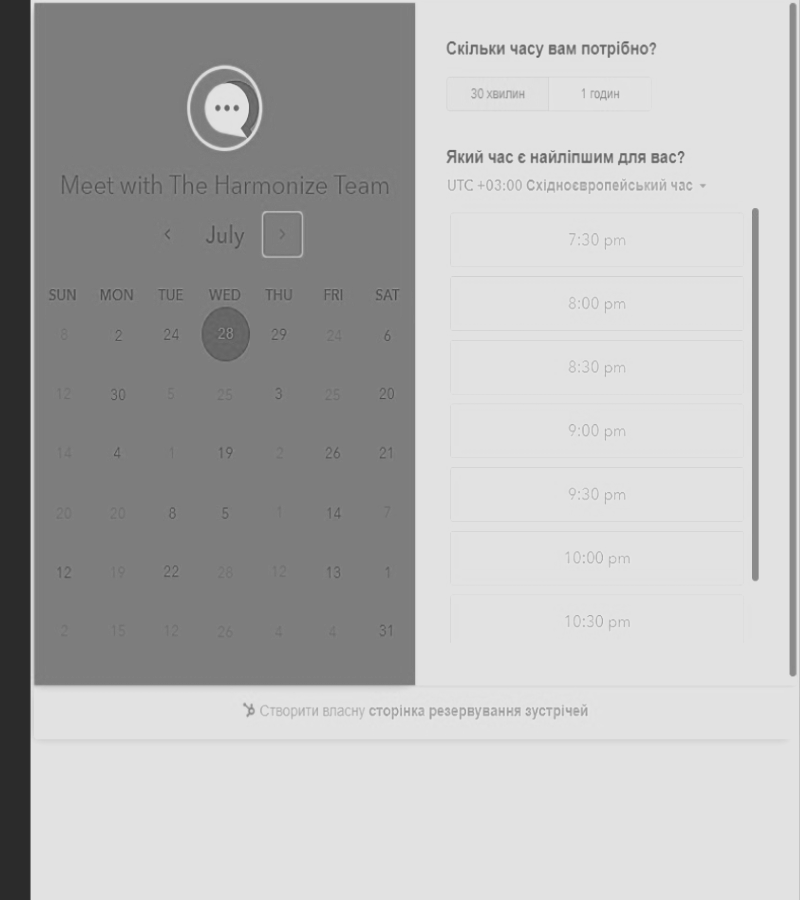 Meet with The Harmonize Team
July
SUN MON TUE WED THU FRI SAT
8 2 24 28 29 24 6
12 30 5 25 3 25 20
14 4 1 19 2 26 21
20 20 8 5 1 14 7
12 19 22 28 12 13 1
2 15 12 26 4 4 31
Скільки часу вам потрібно?
30 хвилин 1 годин
Який час є найліпшим для вас?
UTC +03:00 Східноєвропейський час
7:30 pm
8:00 pm
8:30 pm
9:00 pm
9:30 pm
10:00 pm
10:30 pm
Створити власну сторінка резервування зустрічей